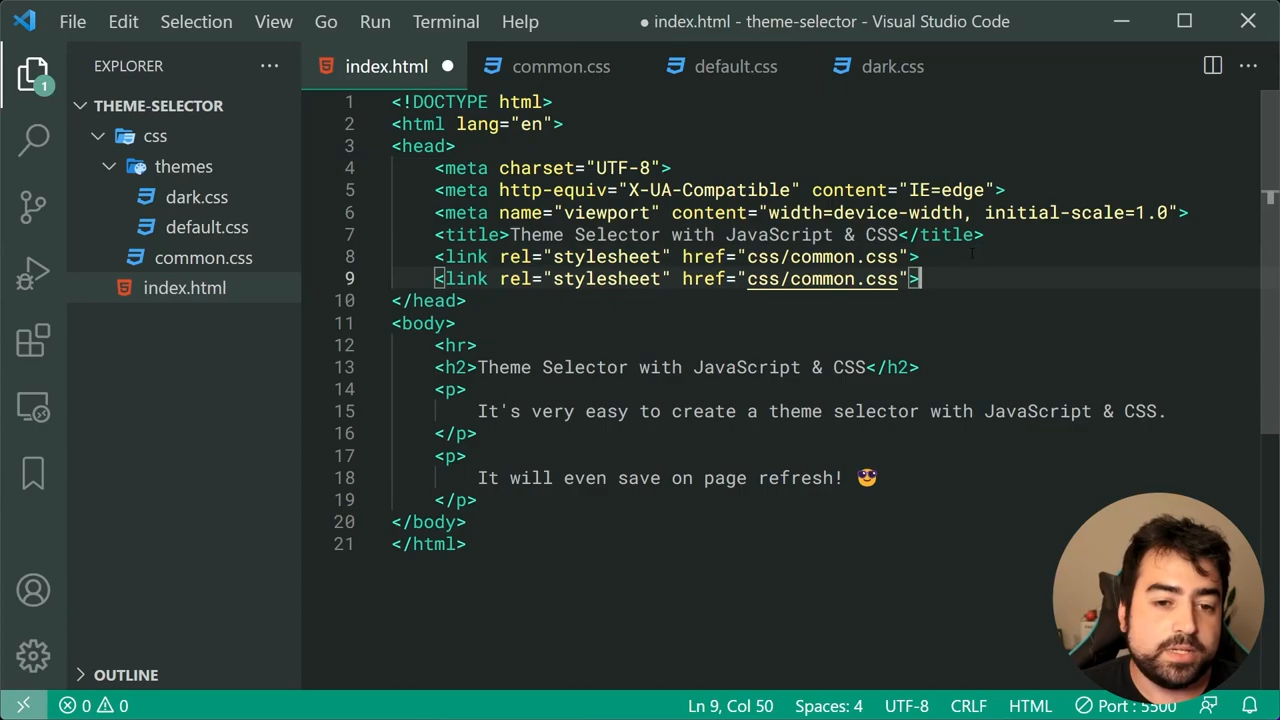 File Edit Selection View Go Run Terminal Help ● index.html - theme-selector - Visual Studio Code
EXPLORER
index.html common.css default.css dark.css
THEME-SELECTOR
css
themes
dark.css
default.css
common.css
index.html
OUTLINE
1
1 <!DOCTYPE html>
2 <html lang="en">
3 <head>
4 <meta charset="UTF-8">
5 <meta http-equiv="X-UA-Compatible" content="IE=edge">
6 <meta name="viewport" content="width=device-width, initial-scale=1.0">
7 <title>Theme Selector with JavaScript & CSS</title>
8 <link rel="stylesheet" href="css/common.css">
9 <link rel="stylesheet" href="css/common.css">
10 </head>
11 <body>
12 <hr>
13 <h2>Theme Selector with JavaScript & CSS</h2>
14 <p>
15 It's very easy to create a theme selector with JavaScript & CSS.
16 </p>
17 <p>
18 It will even save on page refresh! 😎
19 </p>
20 </body>
21 </html>
0 0 Ln 9, Col 50 Spaces: 4 UTF-8 CRLF HTML Port : 5500